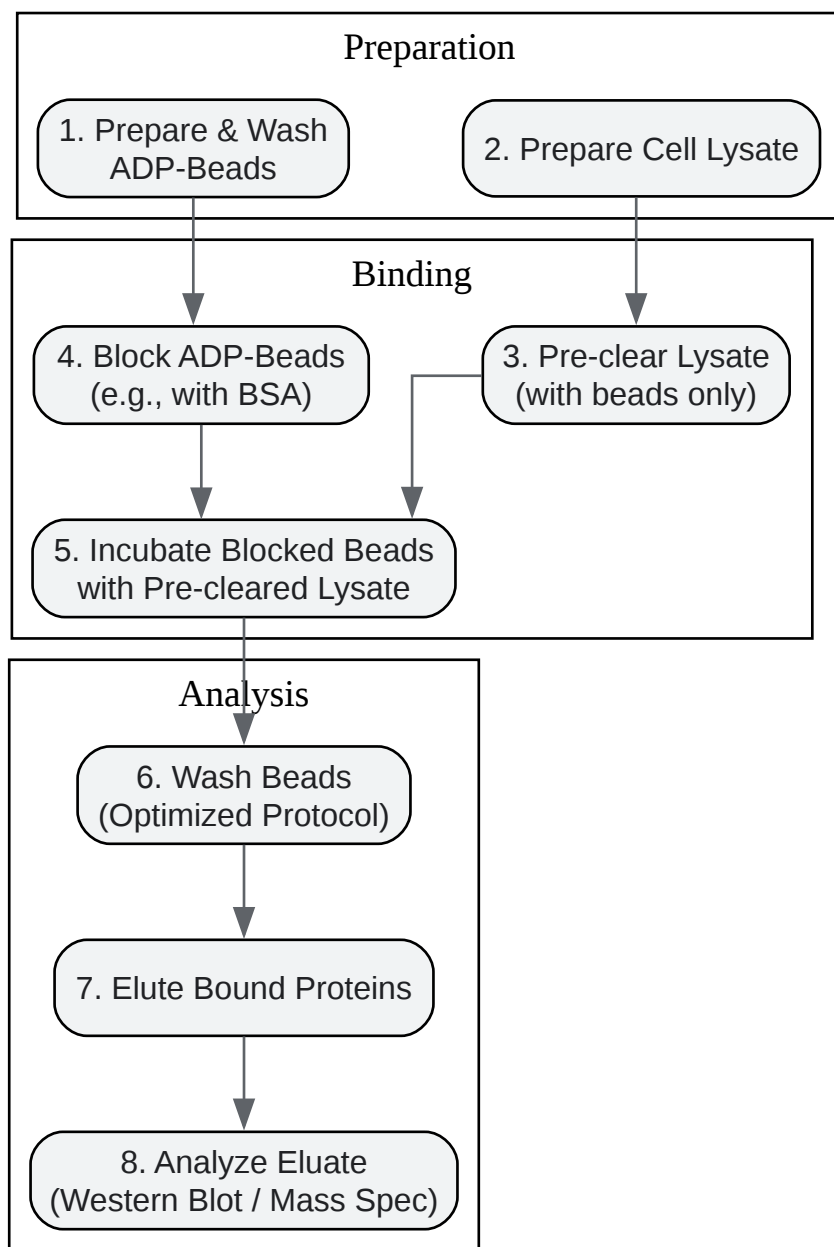 Preparation
1. Prepare & Wash
ADP-Beads
2. Prepare Cell Lysate
Binding
4. Block ADP-Beads
(e.g., with BSA)
3. Pre-clear Lysate
(with beads only)
5. Incubate Blocked Beads
with Pre-cleared Lysate
Analysis
6. Wash Beads
(Optimized Protocol)
7. Elute Bound Proteins
8. Analyze Eluate
(Western Blot / Mass Spec)